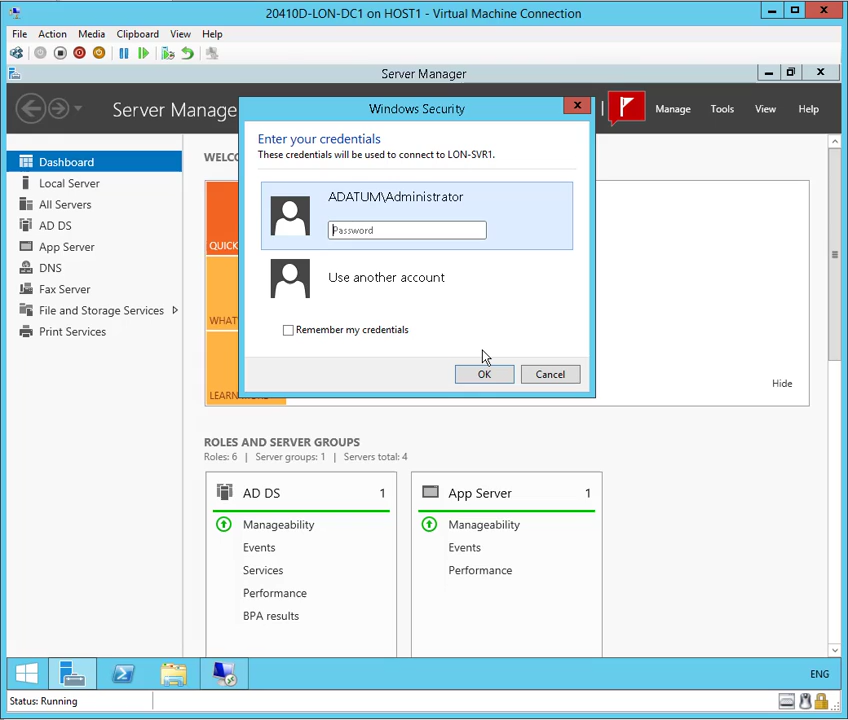 20410D-LON-DC1 on HOST1 - Virtual Machine Connection
File Action Media Clipboard View Help
Server Manager
Server Manage
Manage Tools View Help
Windows Security
Enter your credentials
These credentials will be used to connect to LON-SVR1.
ADATUM\Administrator
Password
Use another account
Remember my credentials
OK Cancel
Dashboard
Local Server
All Servers
AD DS
App Server
DNS
Fax Server
File and Storage Services
Print Services
WELCO
QUICK
WHAT'
LEARN MORE
Hide
ROLES AND SERVER GROUPS
Roles: 6 | Server groups: 1 | Servers total: 4
AD DS 1
Manageability
Events
Services
Performance
BPA results
App Server 1
Manageability
Events
Performance
ENG
Status: Running